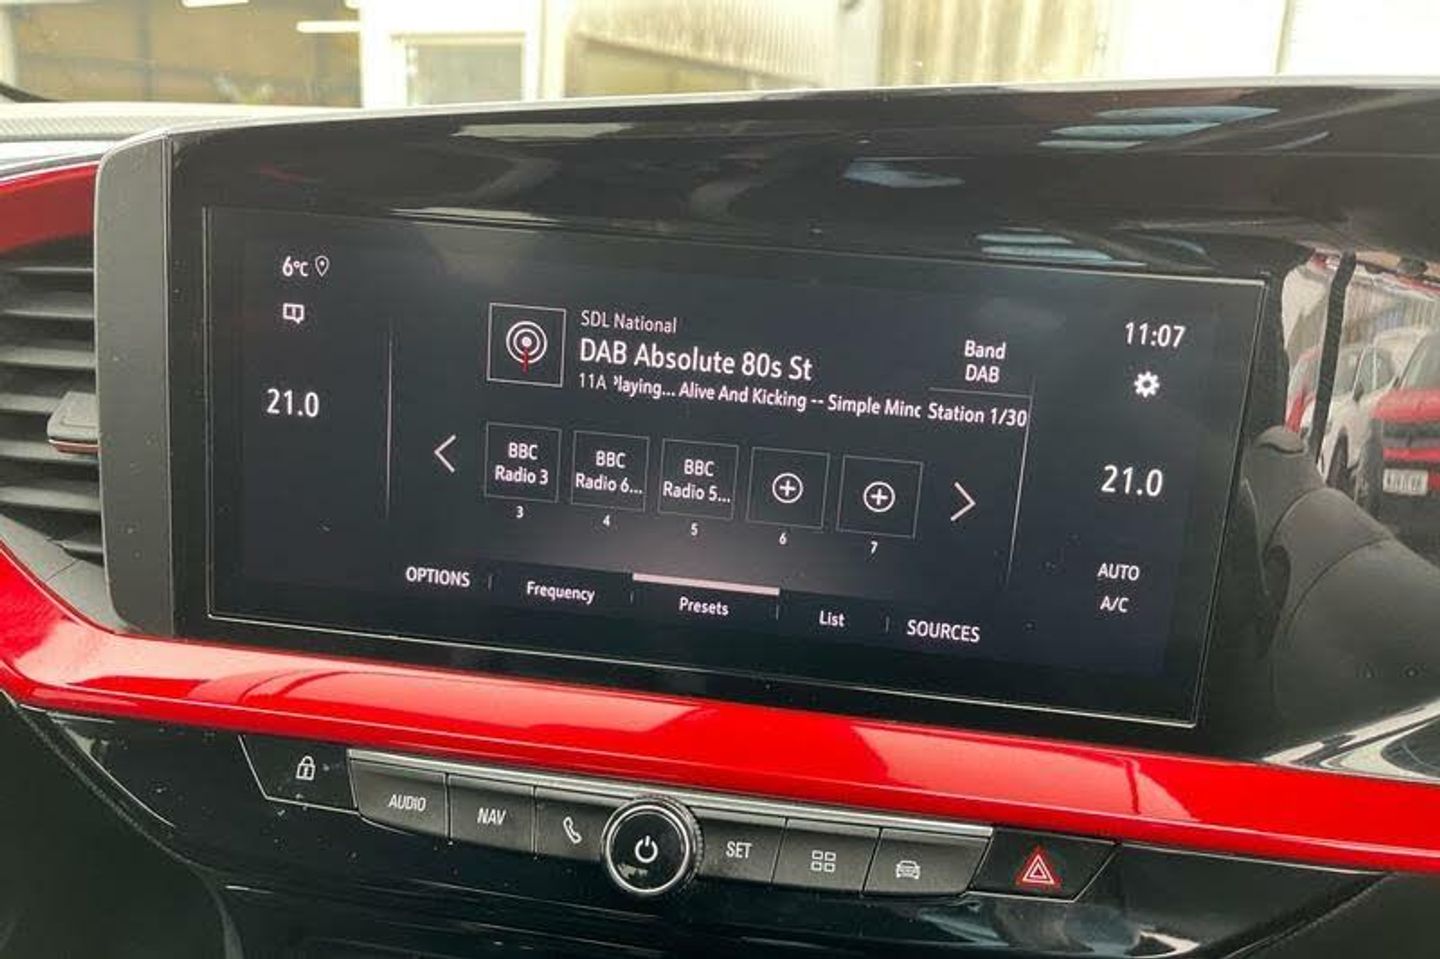 6°C
21.0
SDL National
DAB Absolute 80s St
11A Playing... Alive And Kicking -- Simple Minc Station 1/30
Band
DAB
11:07
21.0
AUTO
A/C
BBC
Radio 3
3
BBC
Radio 6...
4
BBC
Radio 5...
5
6
7
OPTIONS
Frequency
Presets
List
SOURCES
AUDIO
NAV
SET